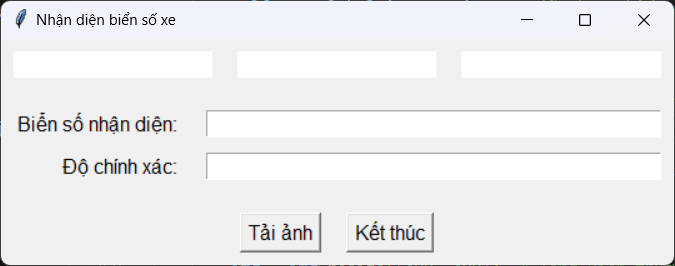 Nhận diện biển số xe
Biển số nhận diện:
Độ chính xác:
Tải ảnh Kết thúc